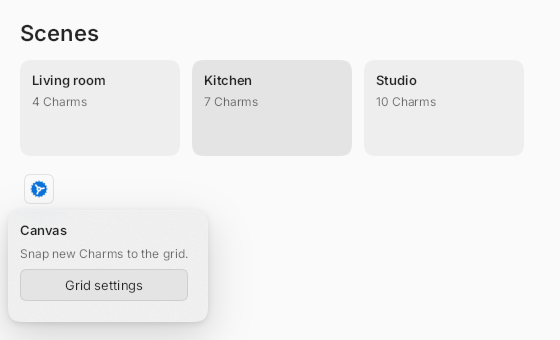 Scenes
Living room
4 Charms
Kitchen
7 Charms
Studio
10 Charms
Canvas
Snap new Charms to the grid.
Grid settings